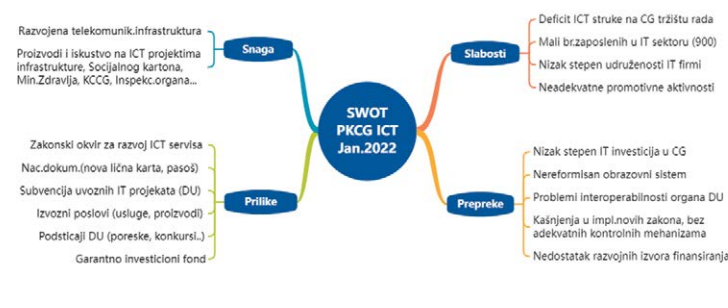 Razvojena telekomunik.infrastruktura
Proizvodi i iskustvo na ICT projektima
infrastrukture, Socijalnog kartona,
Min.Zdravlja, KCCG, Inspekc.organa...
Snaga
Zakonski okvir za razvoj ICT servisa
Nac.dokum.(nova lična karta, pasoš)
Subvencija uvoznih IT projekata (DU)
Izvozni poslovi (usluge, proizvodi)
Podsticaji DU (poreske, konkursi..)
Garantno investicioni fond
Prilike
SWOT
PKCG ICT
Jan.2022
Slabosti
Deficit ICT struke na CG tržištu rada
Mali br.zaposlenih u IT sektoru (900)
Nizak stepen udruženosti IT firmi
Neadekvatne promotivne aktivnosti
Prepreke
Nizak stepen IT investicija u CG
Nereformisan obrazovni sistem
Problemi interoperabilnosti organa DU
Kašnjenja u impl.novih zakona, bez
adekvatnih kontrolnih mehanizama
Nedostatak razvojnih izvora finansiranja